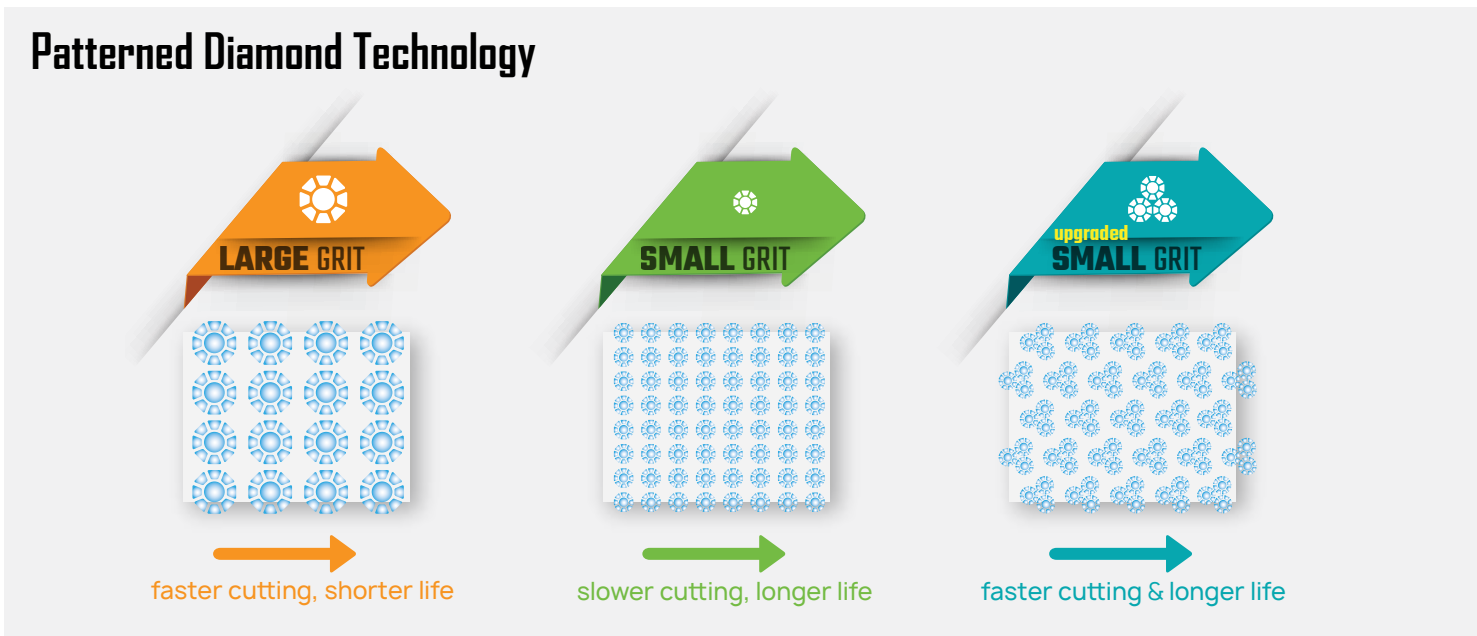 Patterned Diamond Technology
LARGE GRIT
SMALL GRIT
upgraded
SMALL GRIT
faster cutting, shorter life
slower cutting, longer life
faster cutting & longer life